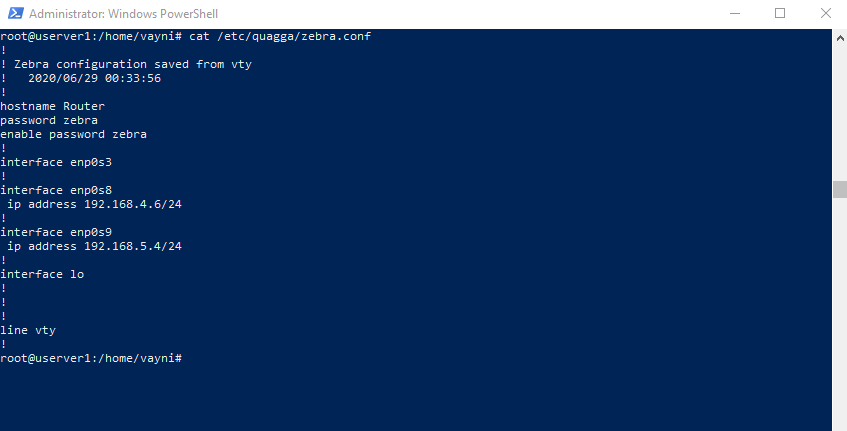 Administrator: Windows PowerShell
root@userver1:/home/vayni# cat /etc/quagga/zebra.conf
!
! Zebra configuration saved from vty
!   2020/06/29 00:33:56
!
hostname Router
password zebra
enable password zebra
!
interface enp0s3
!
interface enp0s8
 ip address 192.168.4.6/24
!
interface enp0s9
 ip address 192.168.5.4/24
!
interface lo
!
!
!
line vty
!
root@userver1:/home/vayni#